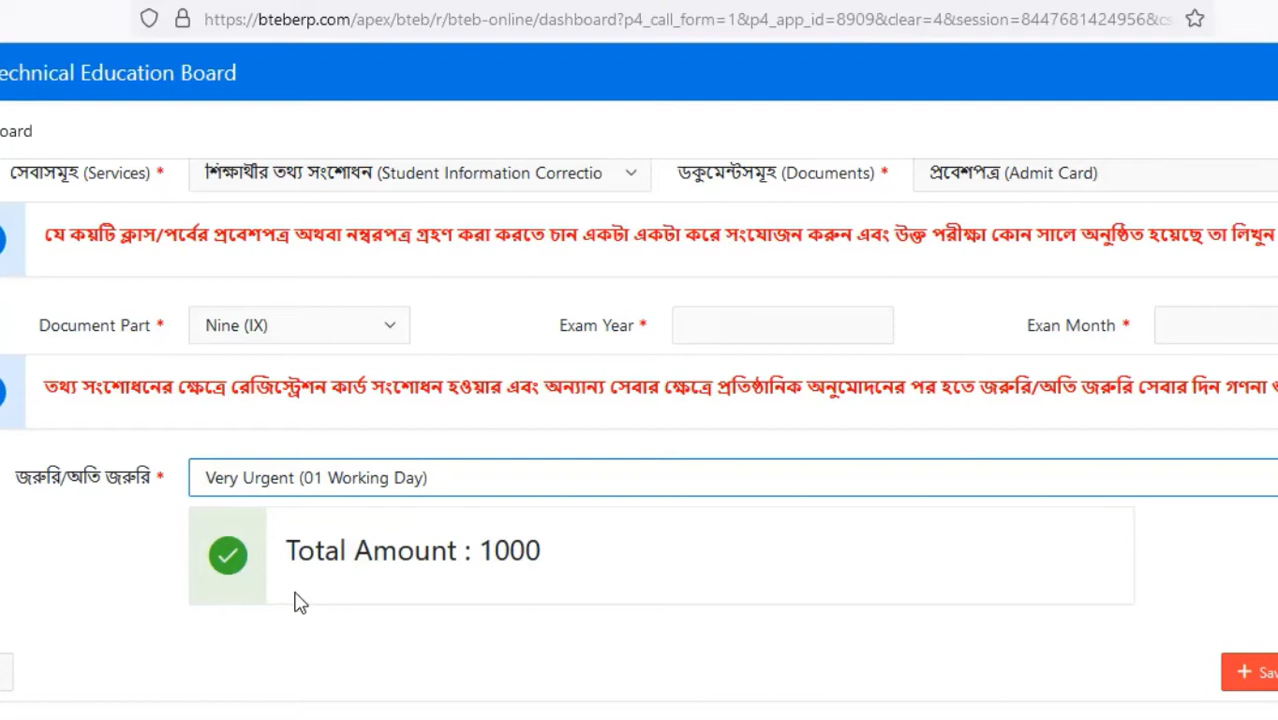 https://bteberp.com/apex/bteb/r/bteb-online/dashboard?p4_call_form=1&p4_app_id=8909&clear=4&session=8447681424956&cs
echnical Education Board
oard
সেবাসমূহ (Services) * শিক্ষার্থীর তথ্য সংশোধন (Student Information Correctio ডকুমেন্টসমূহ (Documents) * প্রবেশপত্র (Admit Card)
যে কয়টি ক্লাস/পর্বের প্রবেশপত্র অথবা নম্বরপত্র গ্রহণ করা করতে চান একটা একটা করে সংযোজন করুন এবং উক্ত পরীক্ষা কোন সালে অনুষ্ঠিত হয়েছে তা লিখুন
Document Part * Nine (IX) Exam Year * Exan Month *
তথ্য সংশোধনের ক্ষেত্রে রেজিস্ট্রেশন কার্ড সংশোধন হওয়ার এবং অন্যান্য সেবার ক্ষেত্রে প্রতিষ্ঠানিক অনুমোদনের পর হতে জরুরি/অতি জরুরি সেবার দিন গণনা
জরুরি/অতি জরুরি * Very Urgent (01 Working Day)
Total Amount : 1000
+ Sav